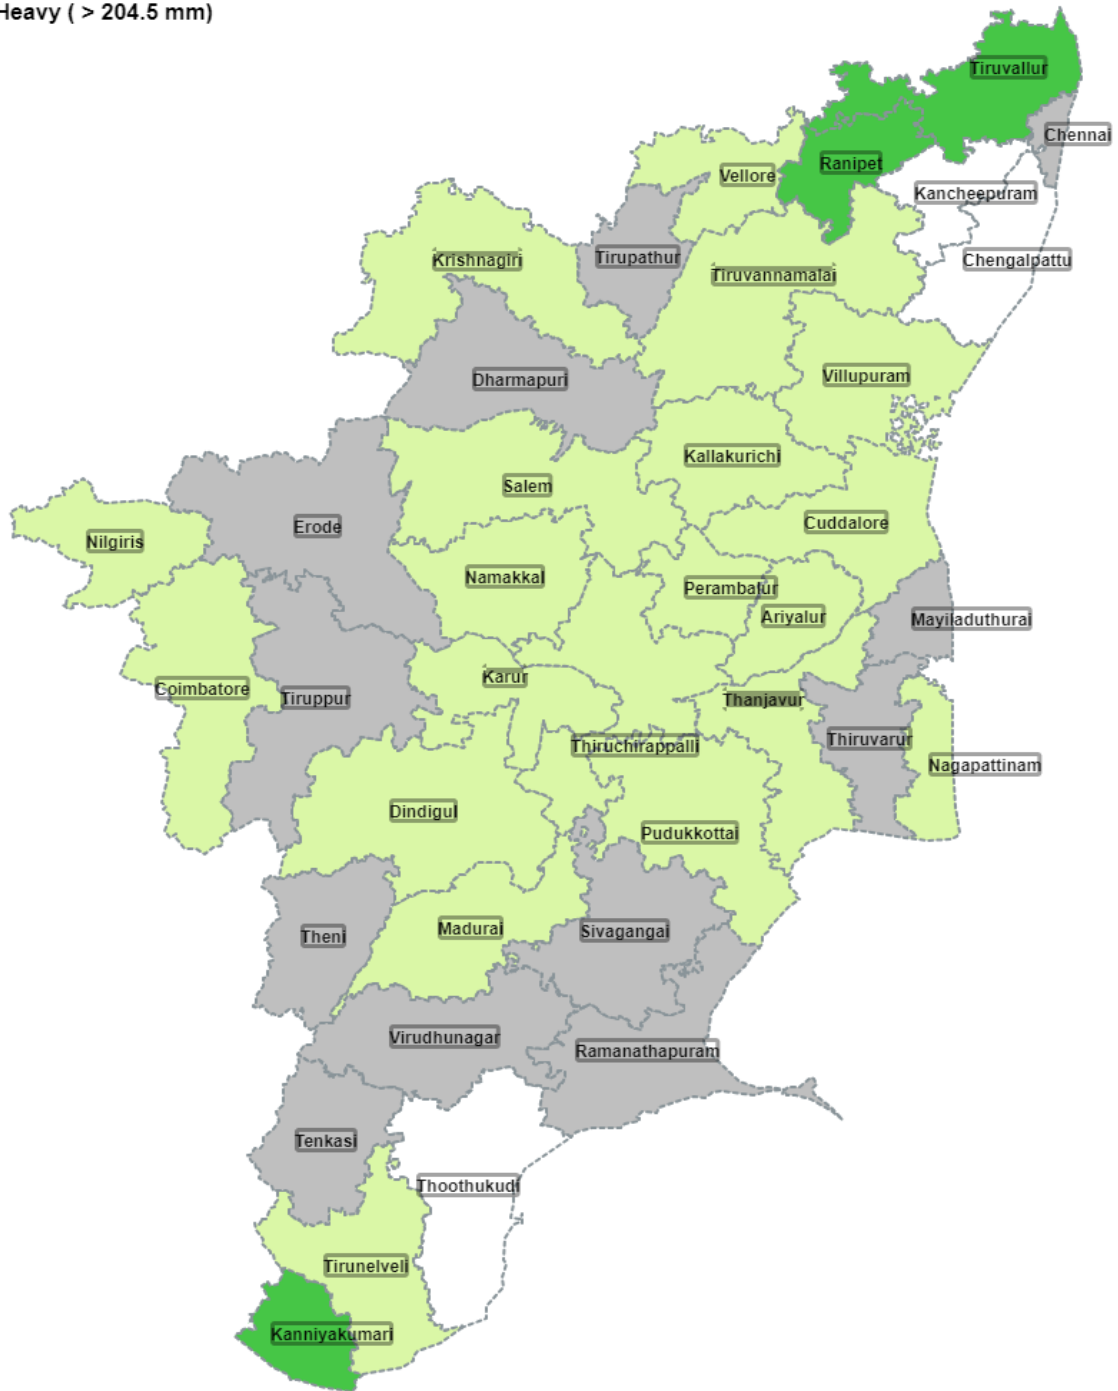 Heavy ( > 204.5 mm)
Tiruvallur
Chennai
Ranipet
Vellore
Kancheepuram
Tirupathur
Krishnagiri
Chengalpattu
Tiruvannamalai
Villupuram
Dharmapuri
Kallakurichi
Salem
Cuddalore
Erode
Nilgiris
Namakkal
Perambalur
Ariyalur
Mayiladuthurai
Karur
Coimbatore
Tiruppur
Thanjavur
Thiruvarur
Thiruchirappalli
Nagapattinam
Dindigul
Pudukkottai
Madurai
Sivagangai
Theni
Virudhunagar
Ramanathapuram
Tenkasi
Thoothukudi
Tirunelveli
Kanniyakumari